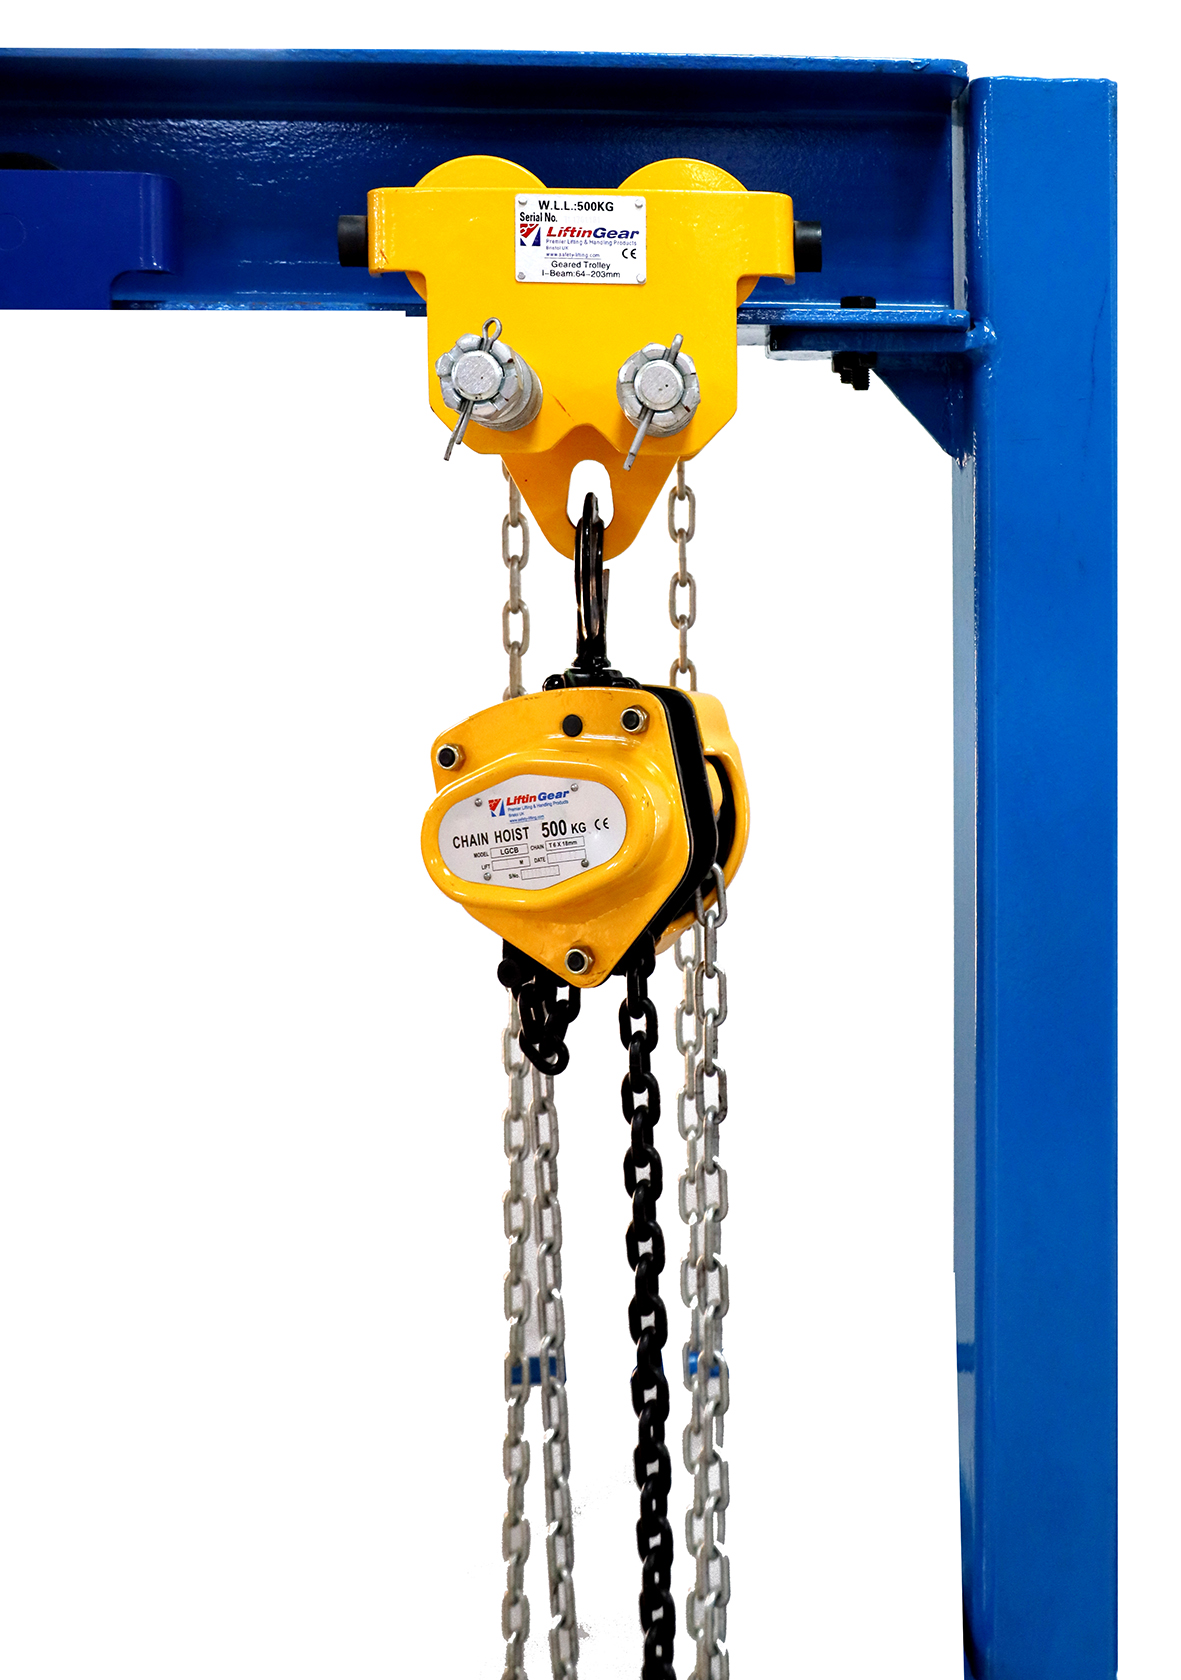 W.L.L.:500KG
Serial No.
LiftinGear
Premier Lifting & Handling Products
Bristol UK
www.safetylifting.com CE
Geared Trolley
I-Beam:64-203mm
LiftinGear
Premier Lifting & Handling Products
Bristol UK
www.safetylifting.com
CHAIN HOIST 500 KG CE
MODEL LGCB CHAIN T 6 X 18mm
LIFT M DATE
S/No.